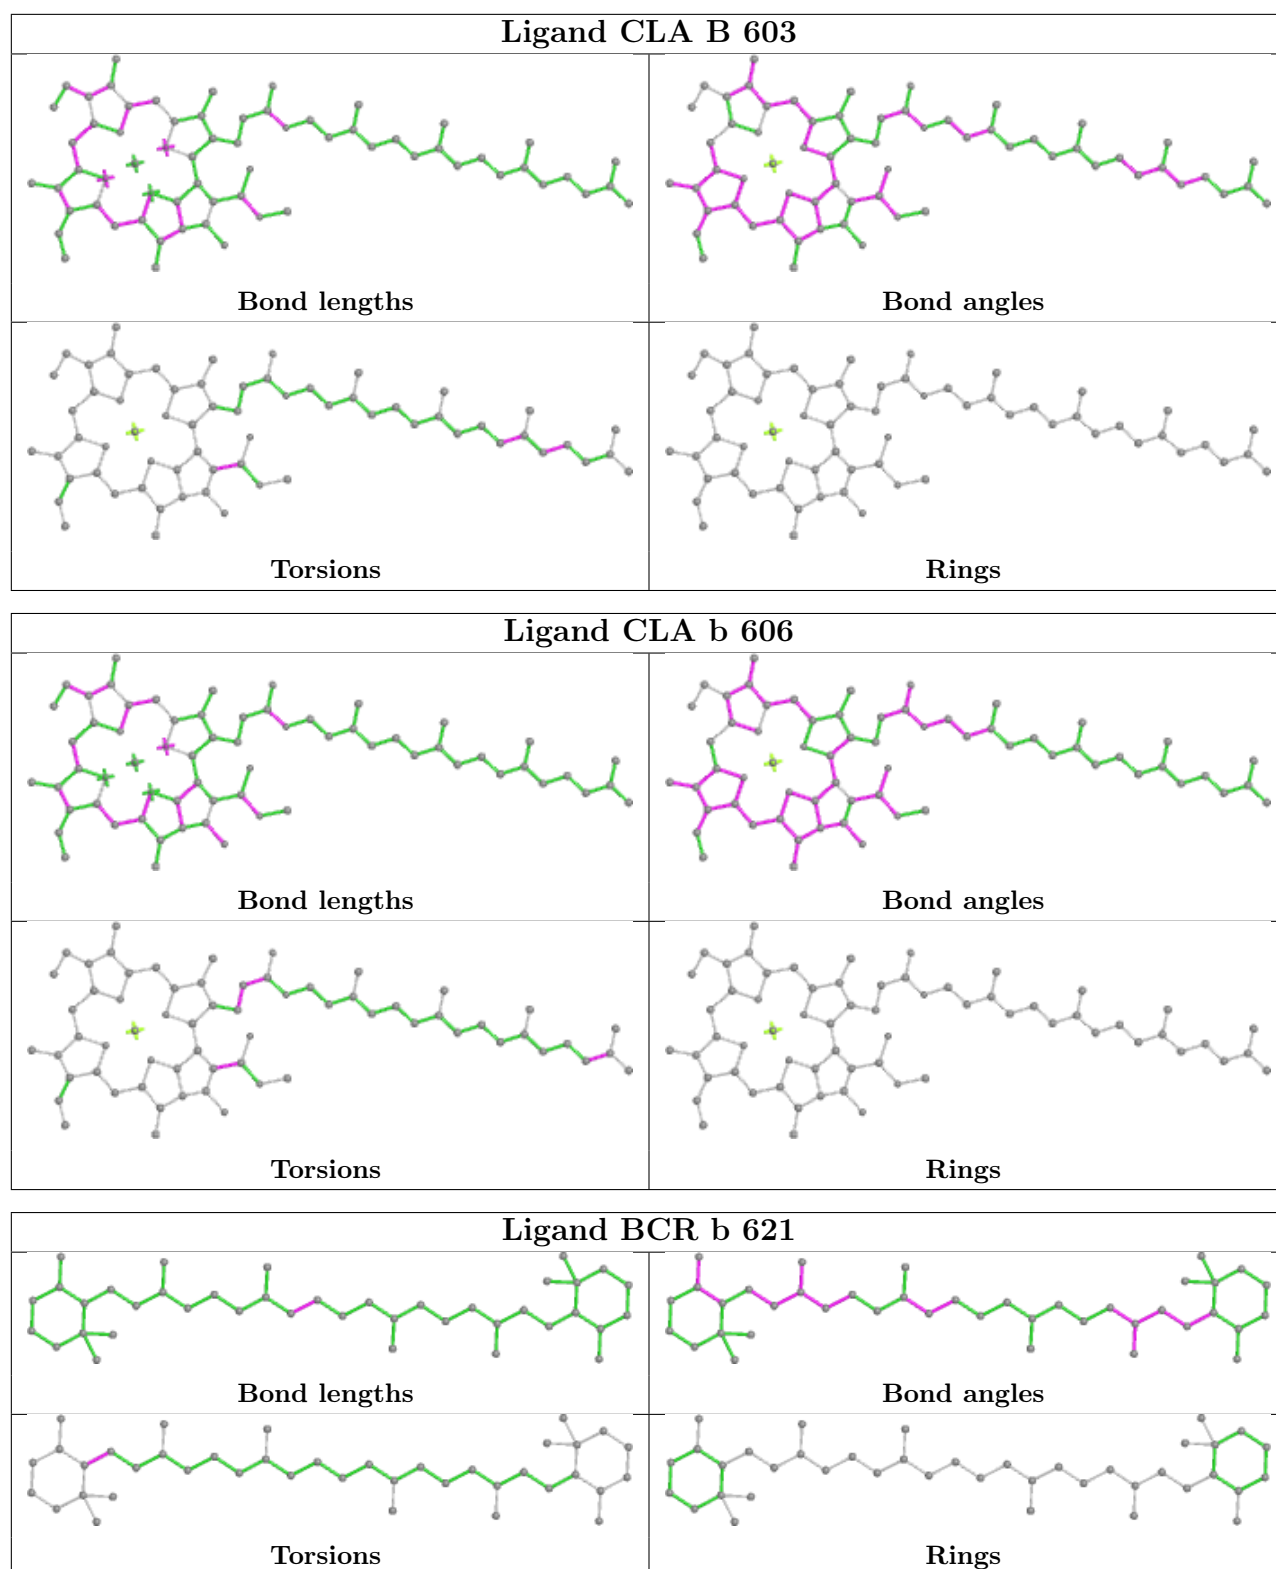 Ligand CLA B 603
Bond lengths
Bond angles
Torsions
Rings
Ligand CLA b 606
Bond lengths
Bond angles
Torsions
Rings
Ligand BCR b 621
Bond lengths
Bond angles
Torsions
Rings